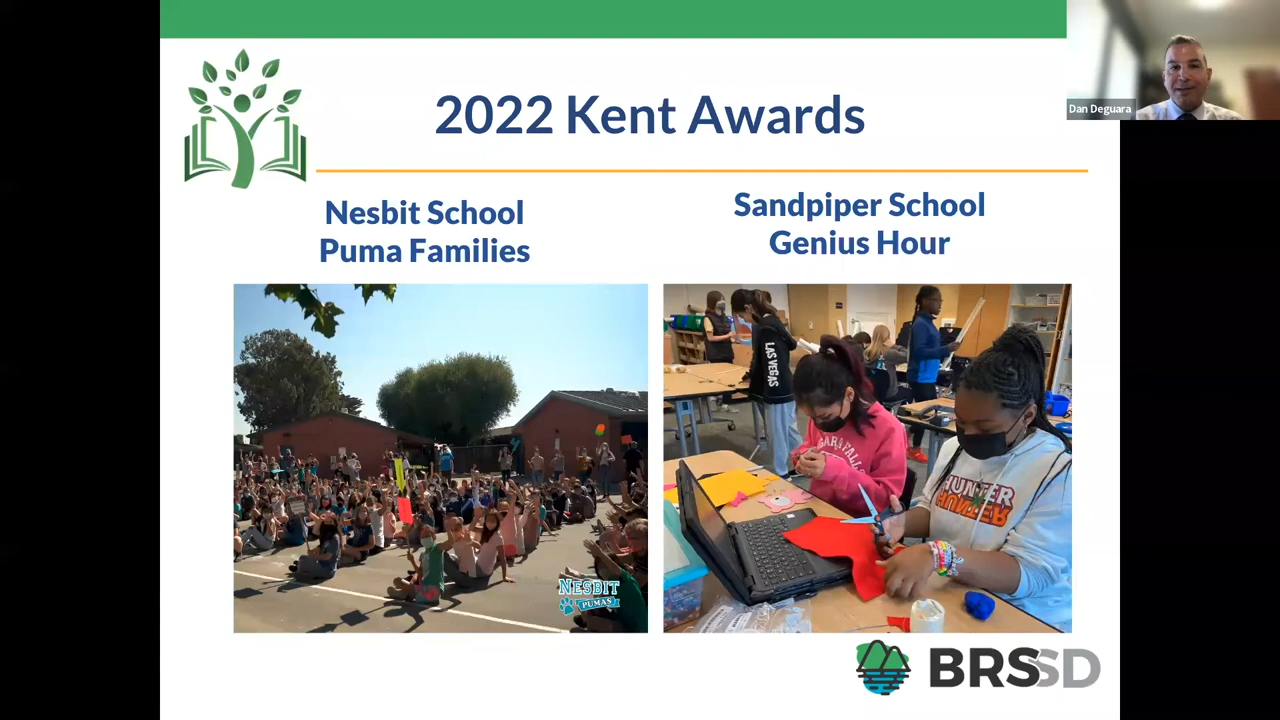 2022 Kent Awards
Dan Deguara
Nesbit School
Puma Families
Sandpiper School
Genius Hour
LAS VEGAS
HUNTER
HUNTER
NESBIT
PUMAS
BRSSD